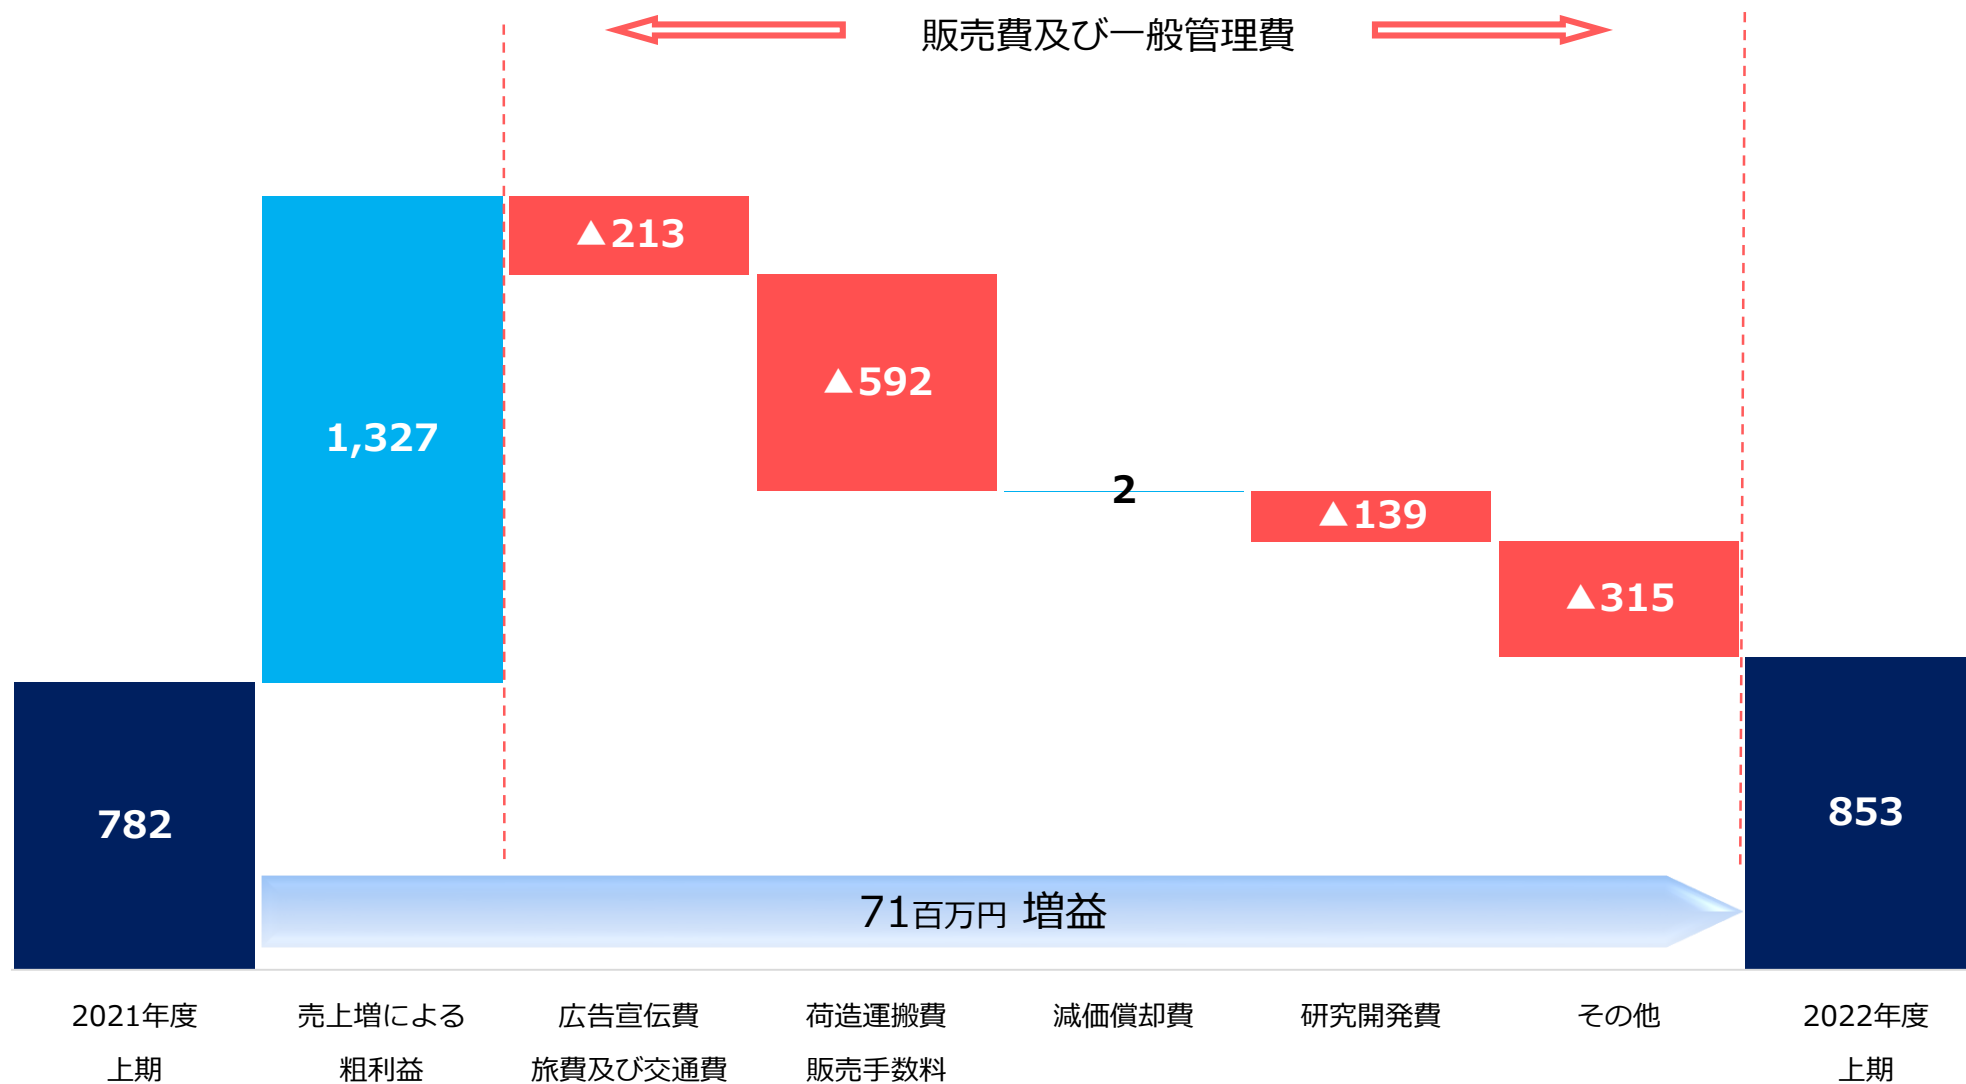 販売費及び一般管理費
▲213
▲592
1,327
2
▲139
▲315
782
853
71百万円 増益
2021年度
上期
売上増による
粗利益
広告宣伝費
旅費及び交通費
荷造運搬費
販売手数料
減価償却費
研究開発費
その他
2022年度
上期